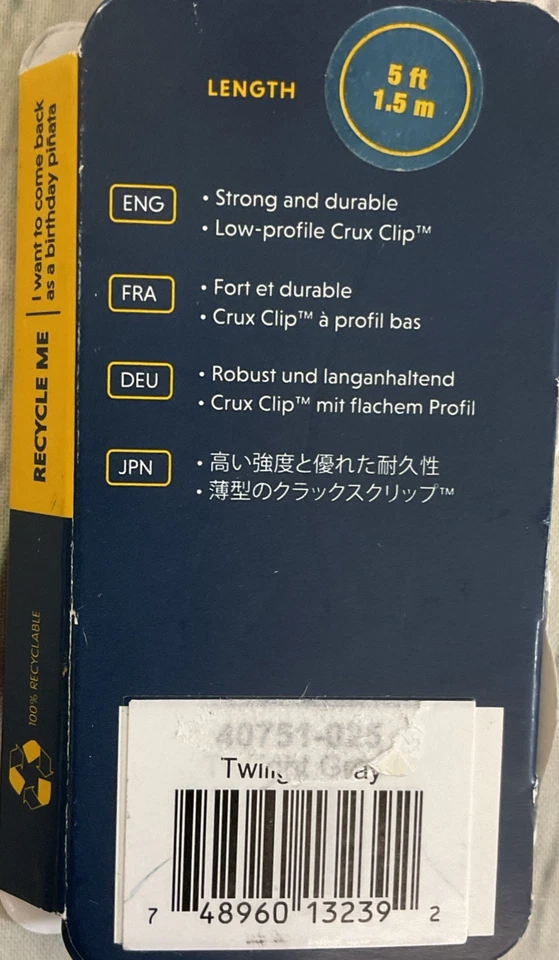 LENGTH
5 ft
1.5 m
ENG
• Strong and durable
• Low-profile Crux Clip™
FRA
• Fort et durable
• Crux Clip™ à profil bas
DEU
• Robust und langanhaltend
• Crux Clip™ mit flachem Profil
JPN
• 高い強度と優れた耐久性
• 薄型のクラックスクリップ™
RECYCLE ME | I want to come back
as a birthday piñata
100% RECYCLABLE
40751-025
Twilight Gray
7 48960 13239 2